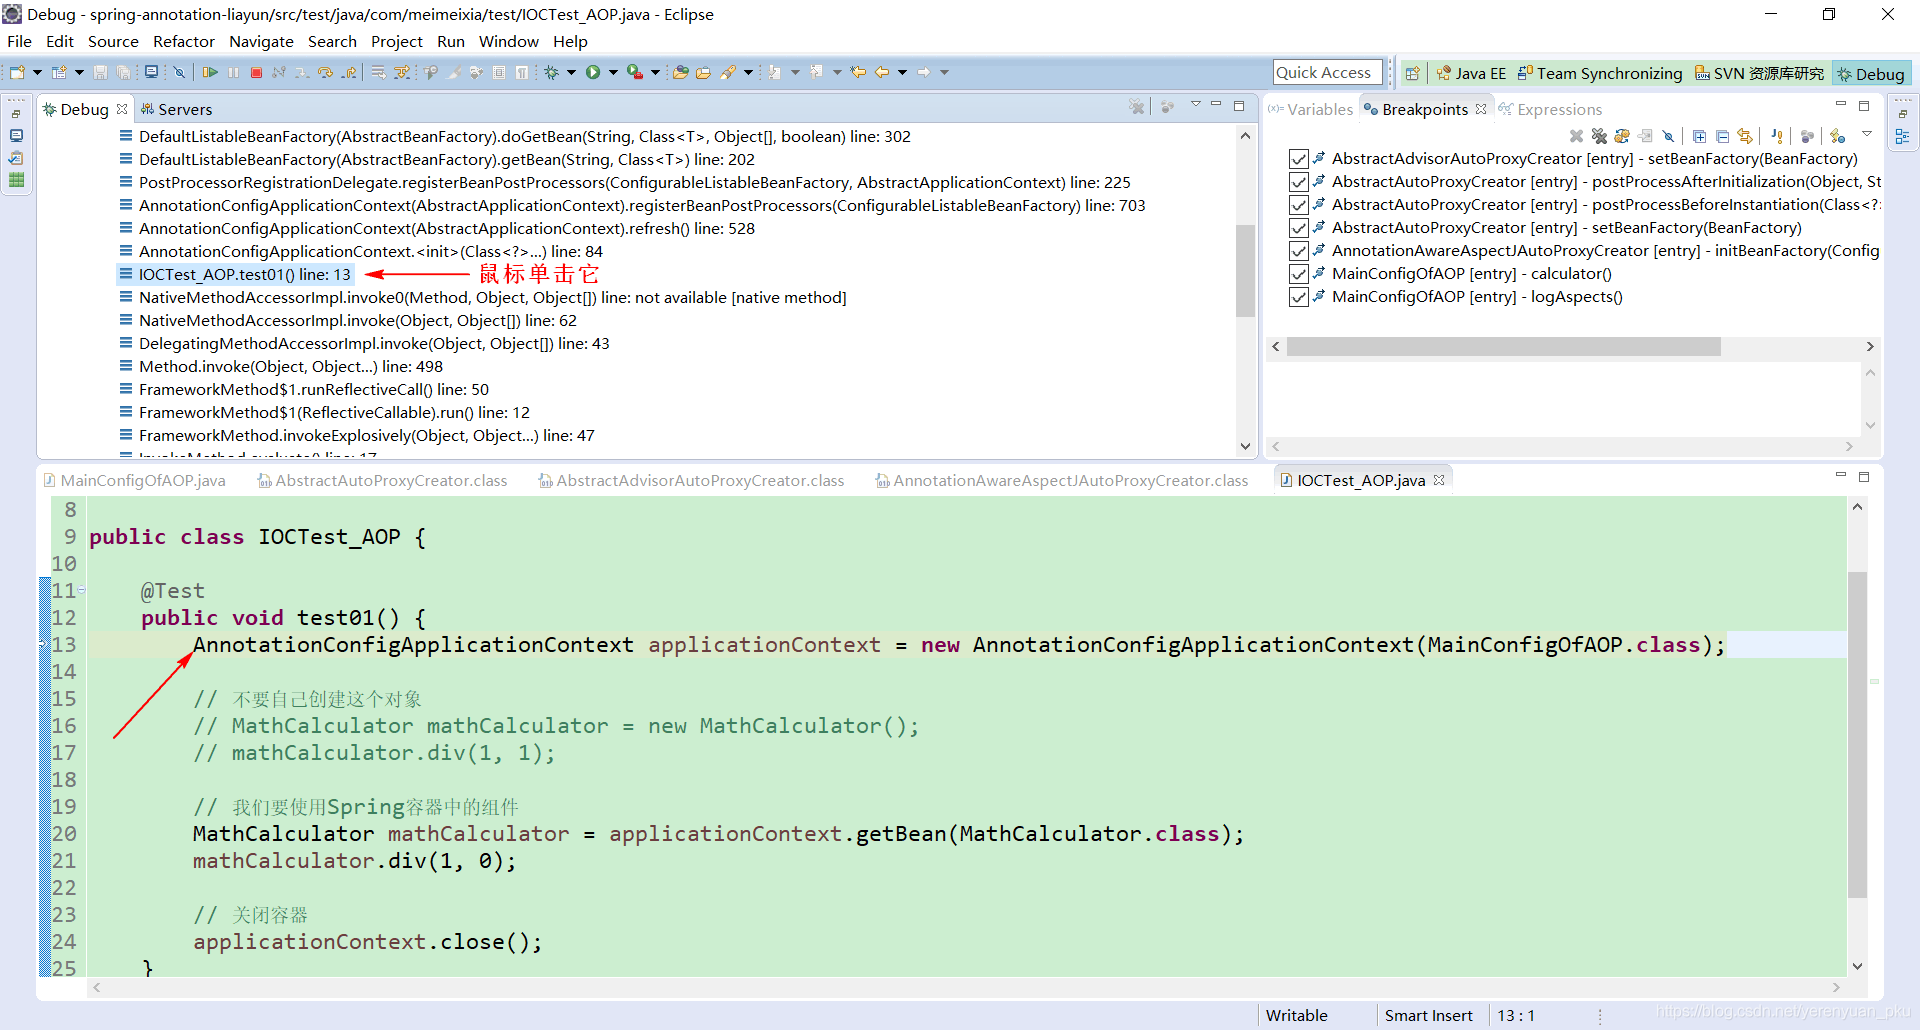 Debug - spring-annotation-liayun/src/test/java/com/meimeixia/test/IOCTest_AOP.java - Eclipse
File Edit Source Refactor Navigate Search Project Run Window Help
Quick Access
Java EE
Team Synchronizing
SVN 资源库研究
Debug
Debug
Servers
DefaultListableBeanFactory(AbstractBeanFactory).doGetBean(String, Class<T>, Object[], boolean) line: 302
DefaultListableBeanFactory(AbstractBeanFactory).getBean(String, Class<T>) line: 202
PostProcessorRegistrationDelegate.registerBeanPostProcessors(ConfigurableListableBeanFactory, AbstractApplicationContext) line: 225
AnnotationConfigApplicationContext(AbstractApplicationContext).registerBeanPostProcessors(ConfigurableListableBeanFactory) line: 703
AnnotationConfigApplicationContext(AbstractApplicationContext).refresh() line: 528
AnnotationConfigApplicationContext.<init>(Class<?>...) line: 84
IOCTest_AOP.test01() line: 13
鼠标单击它
NativeMethodAccessorImpl.invoke0(Method, Object, Object[]) line: not available [native method]
NativeMethodAccessorImpl.invoke(Object, Object[]) line: 62
DelegatingMethodAccessorImpl.invoke(Object, Object[]) line: 43
Method.invoke(Object, Object...) line: 498
FrameworkMethod$1.runReflectiveCall() line: 50
FrameworkMethod$1(ReflectiveCallable).run() line: 12
FrameworkMethod.invokeExplosively(Object, Object...) line: 47
InvokeMethod.evaluate() line: 17
(x)= Variables
Breakpoints
Expressions
AbstractAdvisorAutoProxyCreator [entry] - setBeanFactory(BeanFactory)
AbstractAutoProxyCreator [entry] - postProcessAfterInitialization(Object, St
AbstractAutoProxyCreator [entry] - postProcessBeforeInstantiation(Class<?
AbstractAutoProxyCreator [entry] - setBeanFactory(BeanFactory)
AnnotationAwareAspectJAutoProxyCreator [entry] - initBeanFactory(Config
MainConfigOfAOP [entry] - calculator()
MainConfigOfAOP [entry] - logAspects()
MainConfigOfAOP.java
AbstractAutoProxyCreator.class
AbstractAdvisorAutoProxyCreator.class
AnnotationAwareAspectJAutoProxyCreator.class
IOCTest_AOP.java
8
9 public class IOCTest_AOP {
10
11 @Test
12 public void test01() {
13 AnnotationConfigApplicationContext applicationContext = new AnnotationConfigApplicationContext(MainConfigOfAOP.class);
14
15 // 不要自己创建这个对象
16 // MathCalculator mathCalculator = new MathCalculator();
17 // mathCalculator.div(1, 1);
18
19 // 我们要使用Spring容器中的组件
20 MathCalculator mathCalculator = applicationContext.getBean(MathCalculator.class);
21 mathCalculator.div(1, 0);
22
23 // 关闭容器
24 applicationContext.close();
25 }
Writable
Smart Insert
13 : 1
https://blog.csdn.net/yerenyuan_pku